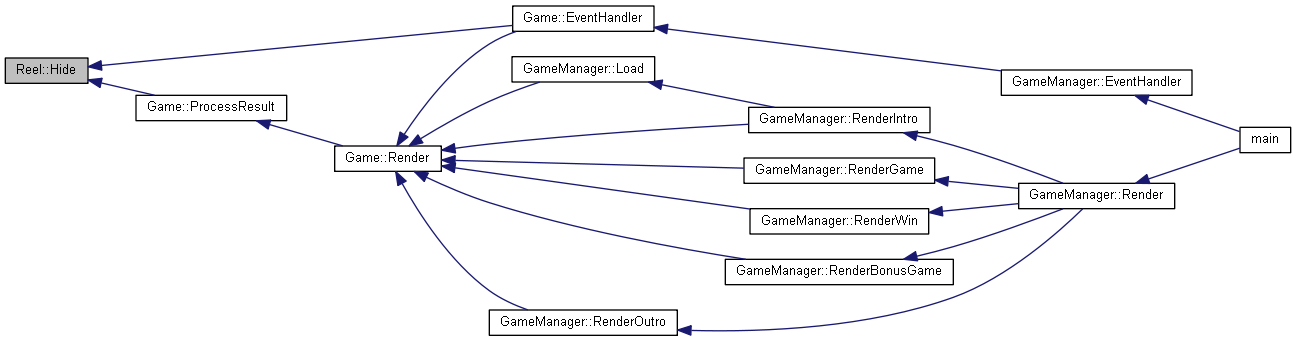 Reel::Hide
Game::ProcessResult
Game::Render
Game::EventHandler
GameManager::Load
GameManager::RenderIntro
GameManager::RenderGame
GameManager::RenderWin
GameManager::RenderBonusGame
GameManager::RenderOutro
GameManager::EventHandler
GameManager::Render
main